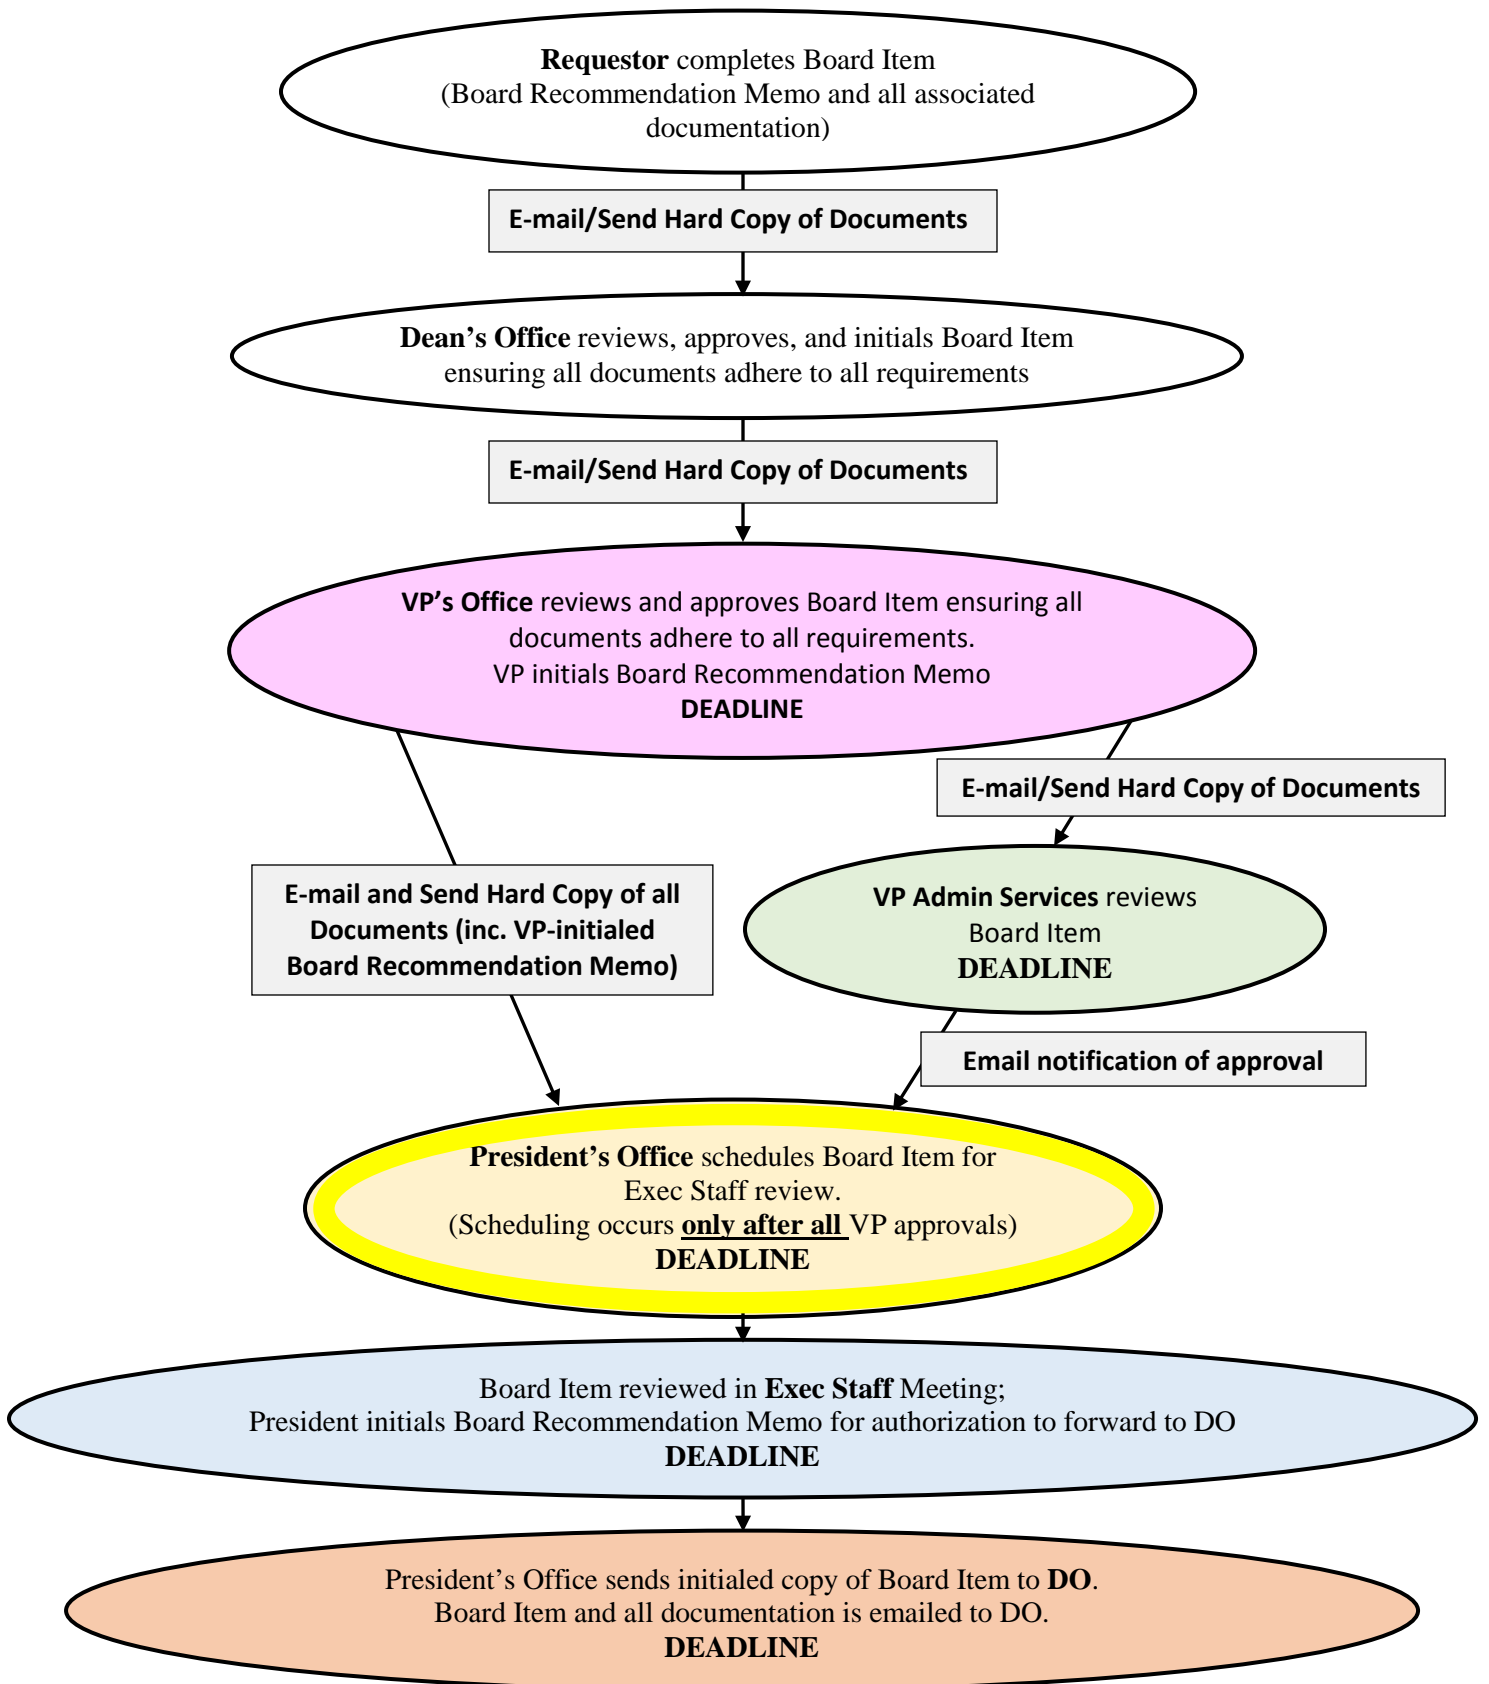 Requestor completes Board Item
(Board Recommendation Memo and all associated
documentation)
E-mail/Send Hard Copy of Documents
Dean’s Office reviews, approves, and initials Board Item
ensuring all documents adhere to all requirements
E-mail/Send Hard Copy of Documents
VP’s Office reviews and approves Board Item ensuring all
documents adhere to all requirements.
VP initials Board Recommendation Memo
DEADLINE
E-mail/Send Hard Copy of Documents
E-mail and Send Hard Copy of all
Documents (inc. VP-initialed
Board Recommendation Memo)
VP Admin Services reviews
Board Item
DEADLINE
Email notification of approval
President’s Office schedules Board Item for
Exec Staff review.
(Scheduling occurs only after all VP approvals)
DEADLINE
Board Item reviewed in Exec Staff Meeting;
President initials Board Recommendation Memo for authorization to forward to DO
DEADLINE
President’s Office sends initialed copy of Board Item to DO.
Board Item and all documentation is emailed to DO.
DEADLINE